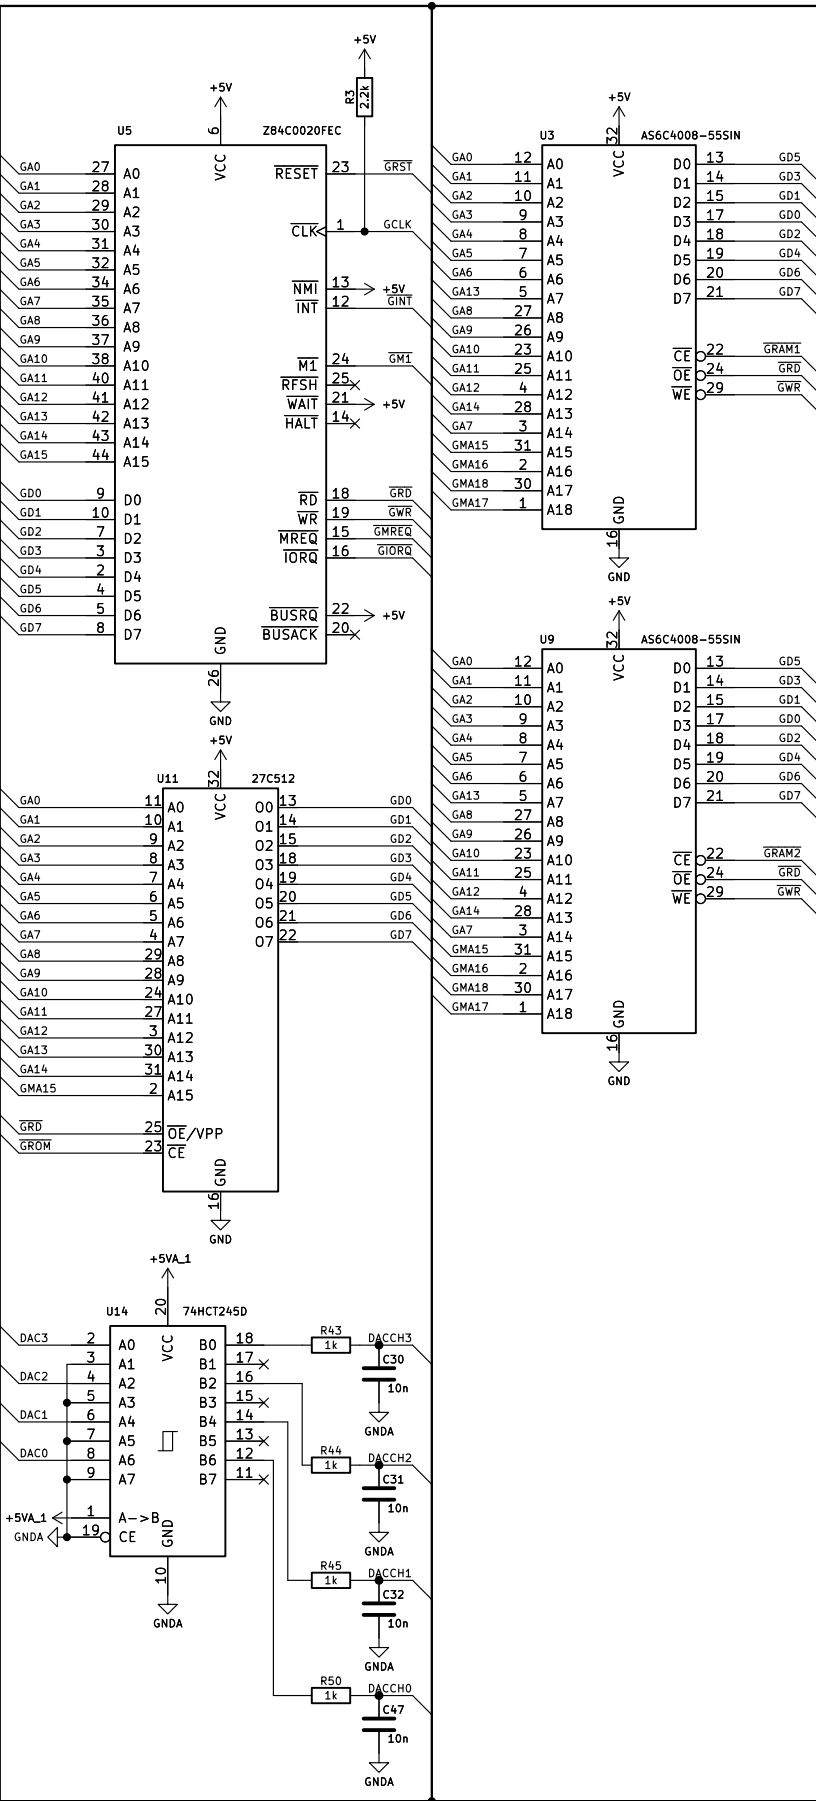 +5V
R3
2.2k
+5V
U5
Z84C0020FEC
6
VCC
GA0 27 A0
GA1 28 A1
GA2 29 A2
GA3 30 A3
GA4 31 A4
GA5 32 A5
GA6 34 A6
GA7 35 A7
GA8 36 A8
GA9 37 A9
GA10 38 A10
GA11 40 A11
GA12 41 A12
GA13 42 A13
GA14 43 A14
GA15 44 A15
GD0 9 D0
GD1 10 D1
GD2 7 D2
GD3 3 D3
GD4 2 D4
GD5 4 D5
GD6 5 D6
GD7 8 D7
RESET 23 GRST
CLK 1 GCLK
NMI 13 +5V
INT 12 GINT
M1 24 GM1
RFSH 25
WAIT 21 +5V
HALT 14
RD 18 GRD
WR 19 GWR
MREQ 15 GMREQ
IORQ 16 GIORQ
BUSRQ 22 +5V
BUSACK 20
GND
26
GND
+5V
U11
27C512
32
VCC
GA0 11 A0
GA1 10 A1
GA2 9 A2
GA3 8 A3
GA4 7 A4
GA5 6 A5
GA6 5 A6
GA7 4 A7
GA8 29 A8
GA9 28 A9
GA10 24 A10
GA11 27 A11
GA12 3 A12
GA13 30 A13
GA14 31 A14
GMA15 2 A15
GRD 25 OE/VPP
GROM 23 CE
O0 13 GD0
O1 14 GD1
O2 15 GD2
O3 18 GD3
O4 19 GD4
O5 20 GD5
O6 21 GD6
O7 22 GD7
GND
16
GND
+5VA_1
U14
74HCT245D
20
VCC
DAC3 2 A0
3 A1
DAC2 4 A2
5 A3
DAC1 6 A4
7 A5
DAC0 8 A6
9 A7
+5VA_1 1 A->B
GNDA 19 CE
B0 18
B1 17
B2 16
B3 15
B4 14
B5 13
B6 12
B7 11
GND
10
GNDA
R43
1k
DACCH3
C30
10n
GNDA
R44
1k
DACCH2
C31
10n
GNDA
R45
1k
DACCH1
C32
10n
GNDA
R50
1k
DACCH0
C47
10n
GNDA
+5V
U3
AS6C4008-55SIN
32
VCC
GA0 12 A0
GA1 11 A1
GA2 10 A2
GA3 9 A3
GA4 8 A4
GA5 7 A5
GA6 6 A6
GA13 5 A7
GA8 27 A8
GA9 26 A9
GA10 23 A10
GA11 25 A11
GA12 4 A12
GA14 28 A13
GA7 3 A14
GMA15 31 A15
GMA16 2 A16
GMA18 30 A17
GMA17 1 A18
D0 13 GD5
D1 14 GD3
D2 15 GD1
D3 17 GD0
D4 18 GD2
D5 19 GD4
D6 20 GD6
D7 21 GD7
CE 22 GRAM1
OE 24 GRD
WE 29 GWR
GND
16
GND
+5V
U9
AS6C4008-55SIN
32
VCC
GA0 12 A0
GA1 11 A1
GA2 10 A2
GA3 9 A3
GA4 8 A4
GA5 7 A5
GA6 6 A6
GA13 5 A7
GA8 27 A8
GA9 26 A9
GA10 23 A10
GA11 25 A11
GA12 4 A12
GA14 28 A13
GA7 3 A14
GMA15 31 A15
GMA16 2 A16
GMA18 30 A17
GMA17 1 A18
D0 13 GD5
D1 14 GD3
D2 15 GD1
D3 17 GD0
D4 18 GD2
D5 19 GD4
D6 20 GD6
D7 21 GD7
CE 22 GRAM2
OE 24 GRD
WE 29 GWR
GND
16
GND